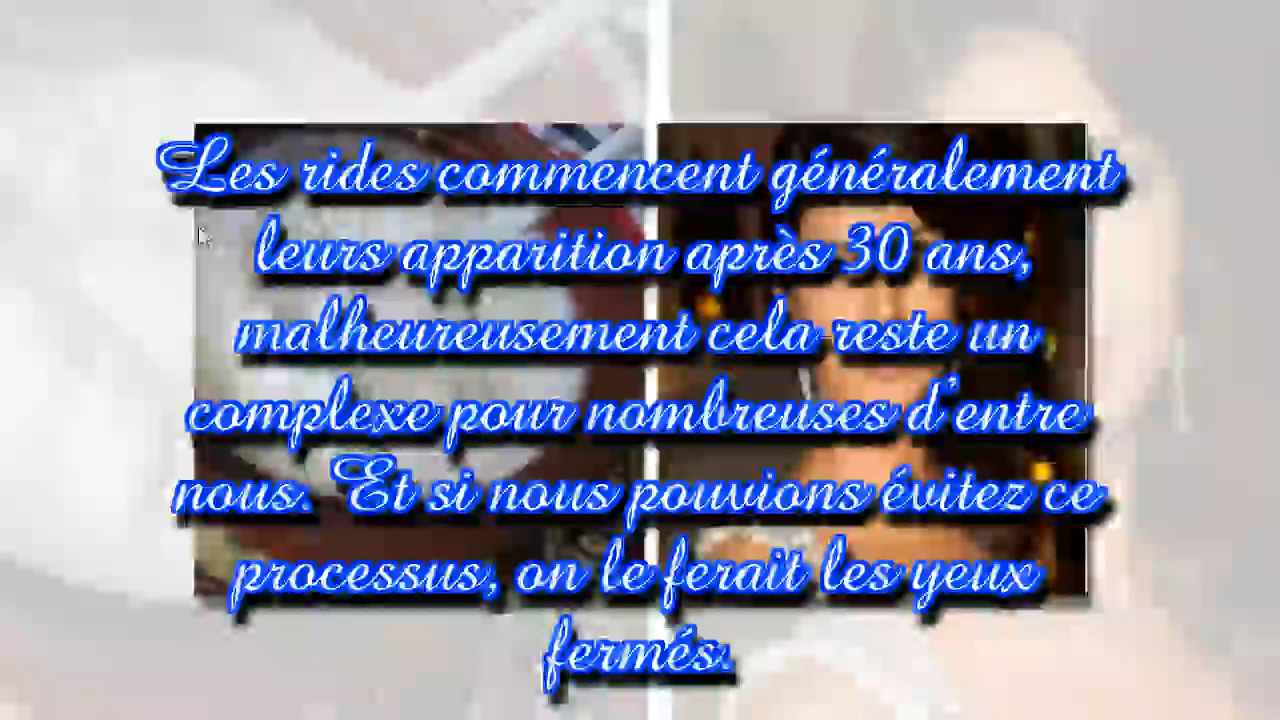 Les rides commencent généralement
leurs apparition après 30 ans,
malheureusement cela reste un
complexe pour nombreuses d'entre
nous. Et si nous pouvions évitez ce
processus, on le ferait les yeux
fermés.